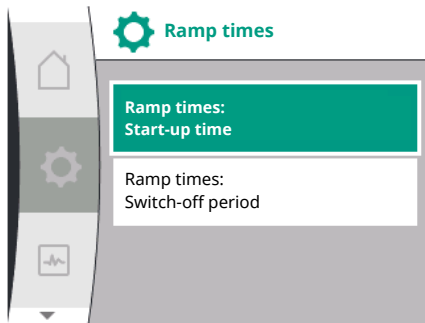 Ramp times
Ramp times:
Start-up time
Ramp times:
Switch-off period